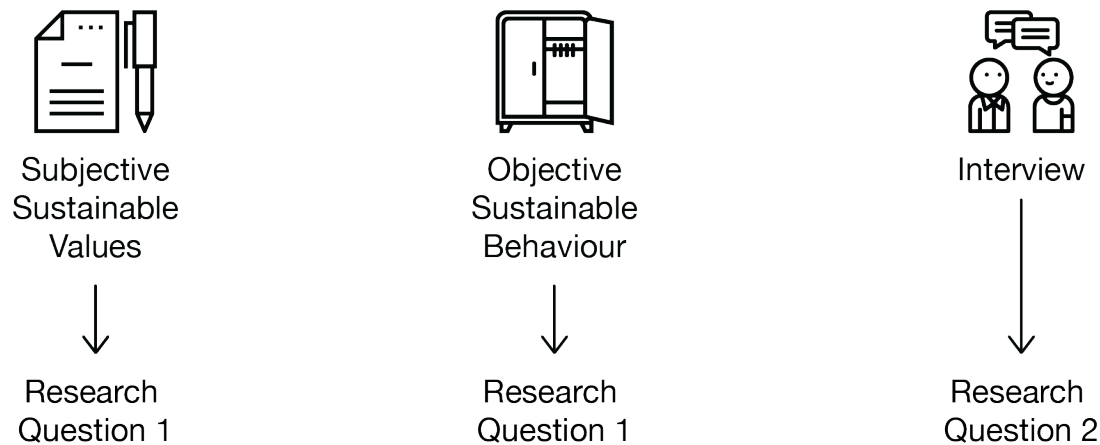 Subjective
Sustainable
Values
Objective
Sustainable
Behaviour
Interview
Research
Question 1
Research
Question 1
Research
Question 2